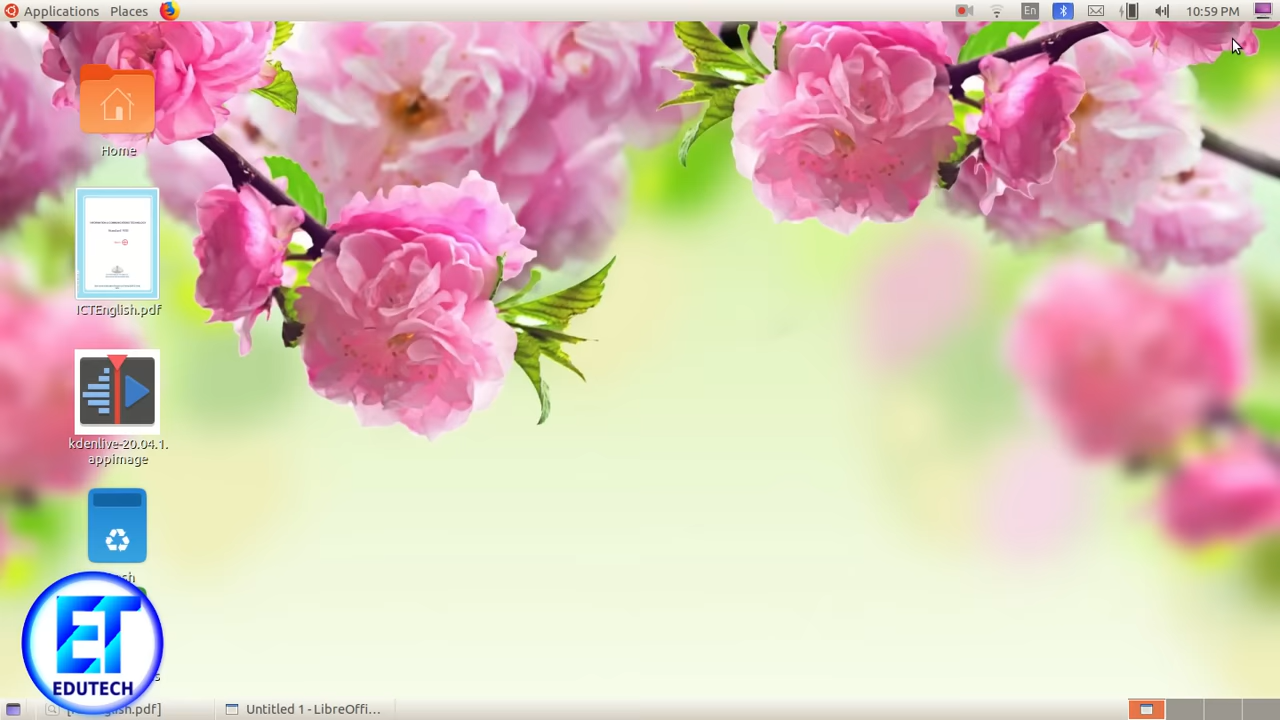 Applications Places En 10:59 PM
Home
ICTEnglish.pdf
kdenlive-20.04.1.
appimage
ET
EDUTECH
Untitled 1 - LibreOffi...